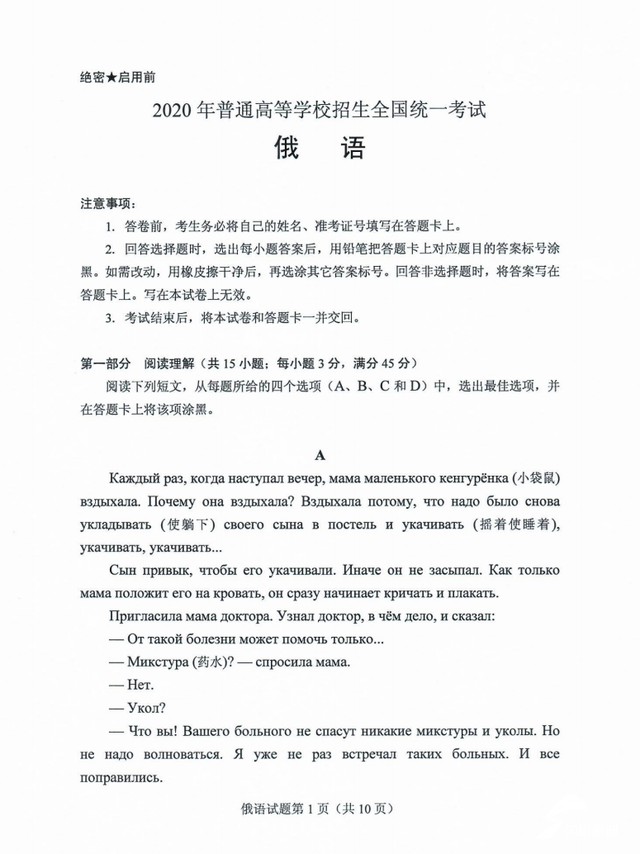 绝密★启用前
2020 年普通高等学校招生全国统一考试
俄 语
注意事项：
1. 答卷前，考生务必将自己的姓名、准考证号填写在答题卡上。
2. 回答选择题时，选出每小题答案后，用铅笔把答题卡上对应题目的答案标号涂
黑。如需改动，用橡皮擦干净后，再选涂其它答案标号。回答非选择题时，将答案写在
答题卡上。写在本试卷上无效。
3. 考试结束后，将本试卷和答题卡一并交回。
第一部分 阅读理解（共 15 小题；每小题 3 分，满分 45 分）
阅读下列短文，从每题所给的四个选项（A、B、C 和 D）中，选出最佳选项，并
在答题卡上将该项涂黑。
A
Каждый раз, когда наступал вечер, мама маленького кенгурёнка (小袋鼠)
вздыхала. Почему она вздыхала? Вздыхала потому, что надо было снова
укладывать (使躺下) своего сына в постель и укачивать (摇着使睡着),
укачивать, укачивать...
Сын привык, чтобы его укачивали. Иначе он не засыпал. Как только
мама положит его на кровать, он сразу начинает кричать и плакать.
Пригласила мама доктора. Узнал доктор, в чём дело, и сказал:
— От такой болезни может помочь только...
— Микстура (药水)? — спросила мама.
— Нет.
— Укол?
— Что вы! Вашего больного не спасут никакие микстуры и уколы. Но
не надо волноваться. Я уже не раз встречал таких больных. И все
поправились.
俄语试题第 1 页（共 10 页）